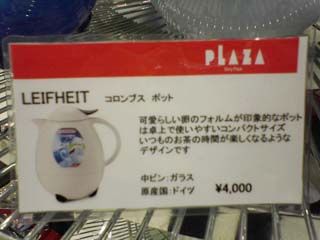 PLAZA
LEIFHEIT コロンブス ポット
可愛らしい卵のフォルムが印象的なポット
は卓上で使いやすいコンパクトサイズ
いつものお茶の時間が楽しくなるような
デザインです
中ビン:ガラス
原産国:ドイツ ¥4,000